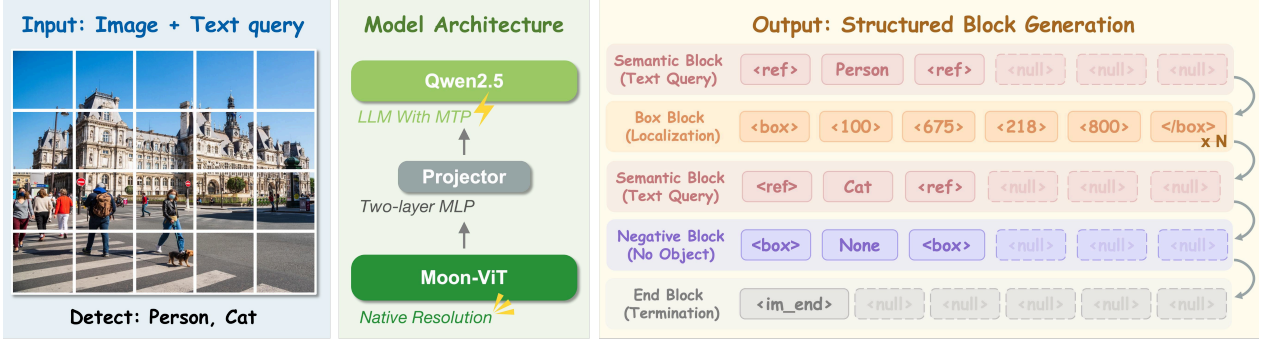 Input: Image + Text query
Detect: Person, Cat
Model Architecture
Qwen2.5
LLM With MTP
Projector
Two-layer MLP
Moon-ViT
Native Resolution
Output: Structured Block Generation
Semantic Block
(Text Query)
<ref> Person <ref> <null> <null> <null>
Box Block
(Localization)
<box> <100> <675> <218> <800> </box>
x N
Semantic Block
(Text Query)
<ref> Cat <ref> <null> <null> <null>
Negative Block
(No Object)
<box> None <box> <null> <null> <null>
End Block
(Termination)
<im_end> <null> <null> <null> <null> <null>